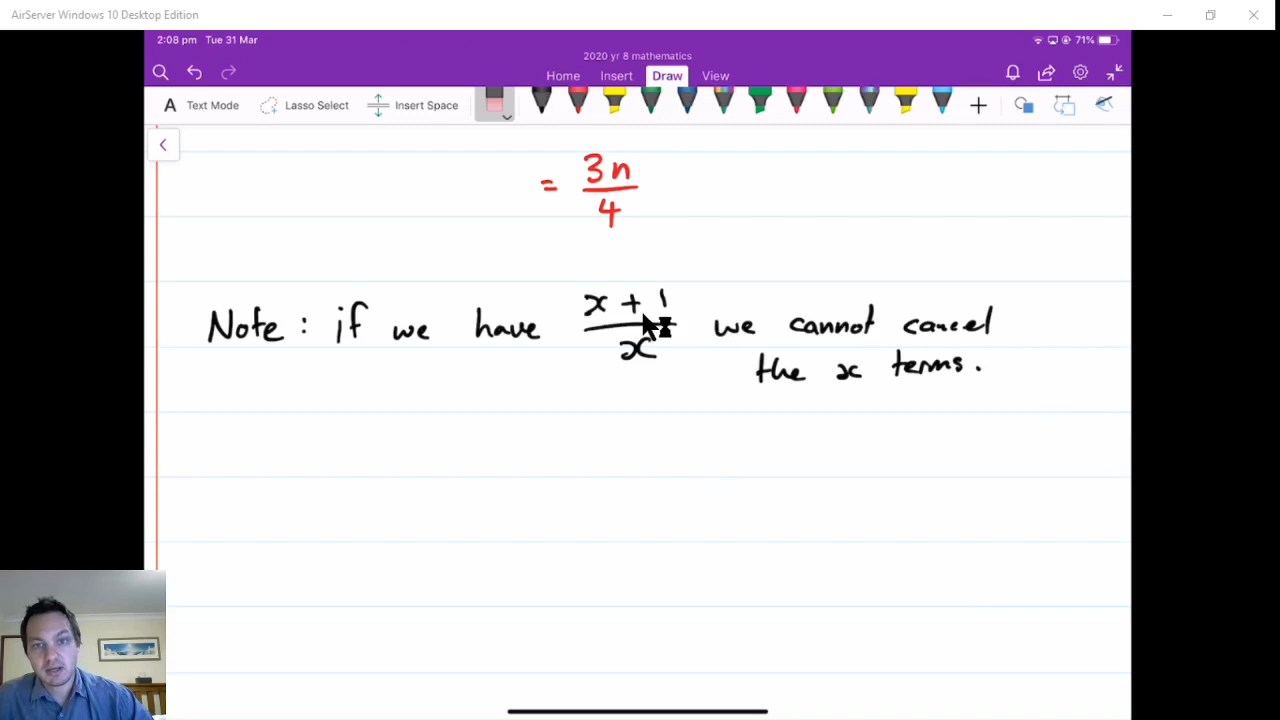 AirServer Windows 10 Desktop Edition
2:08 pm Tue 31 Mar
71%
2020 yr 8 mathematics
Home Insert Draw View
A Text Mode Lasso Select Insert Space
= 3n/4
Note: if we have (x + 1)/x we cannot cancel
the x terms.